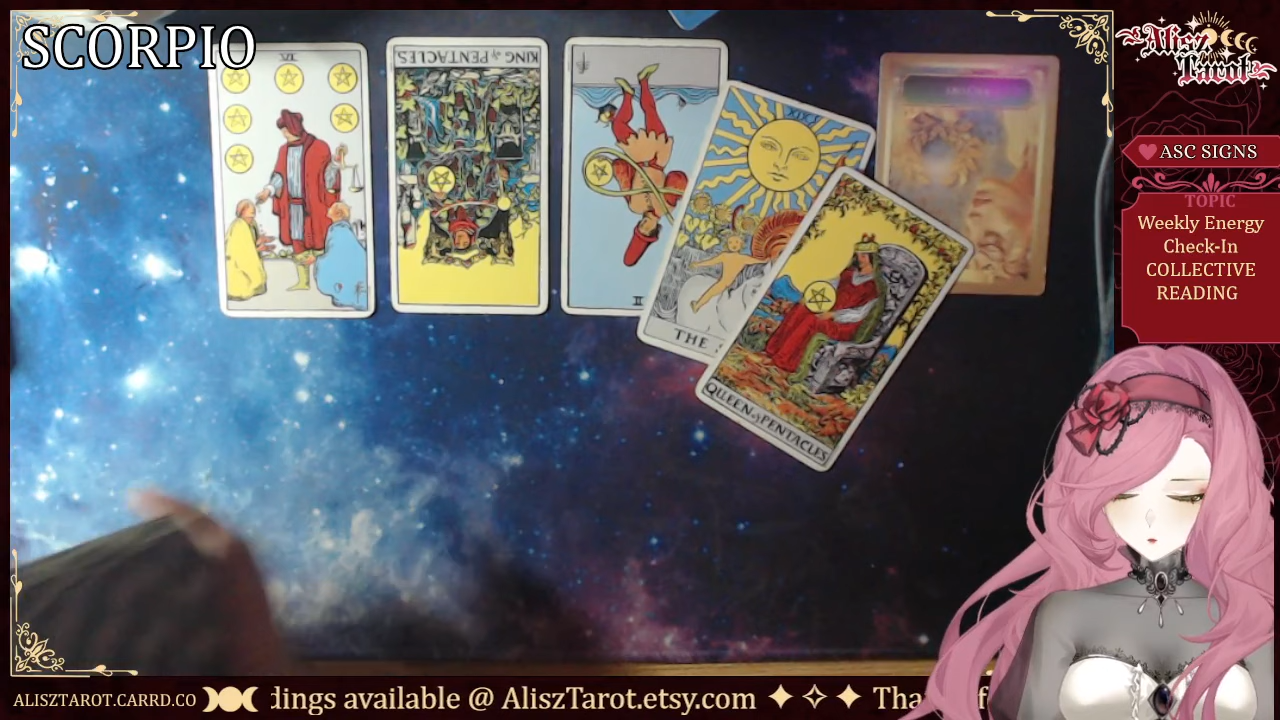 SCORPIO
VI
KING of PENTACLES
II
XIX
THE
QUEEN of PENTACLES
Alisz
Tarot
ASC SIGNS
TOPIC
Weekly Energy
Check-In
COLLECTIVE
READING
ALISZTAROT.CARRD.CO
dings available @ AliszTarot.etsy.com ✦✧✦ Tha